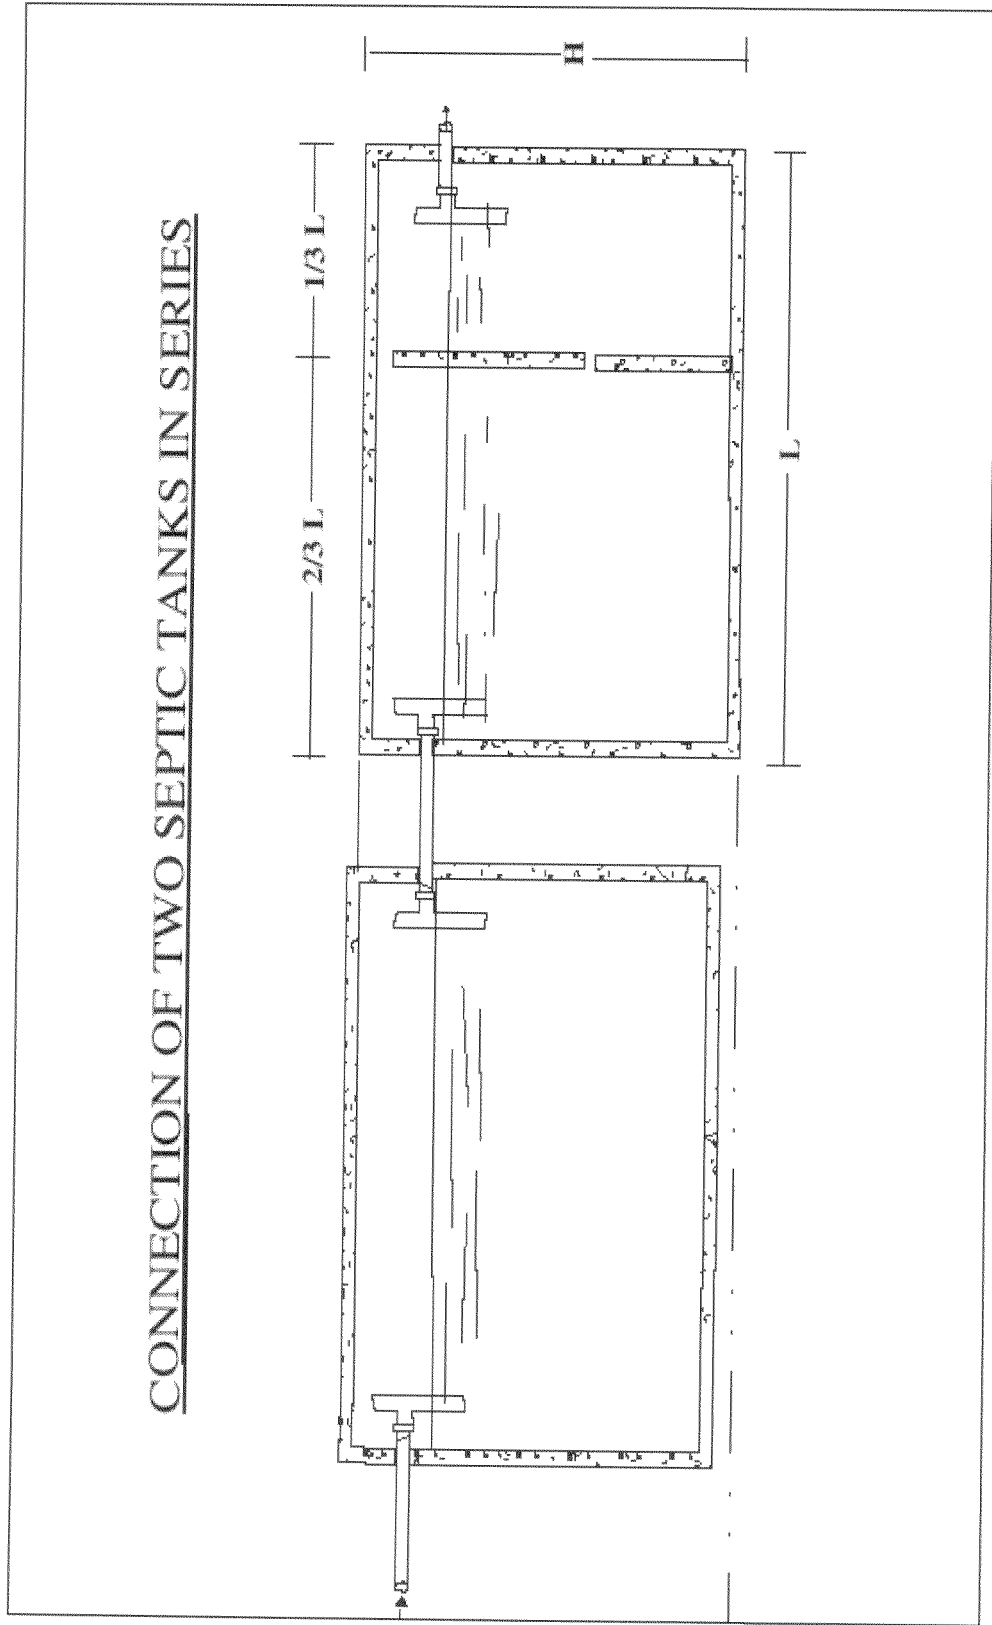 CONNECTION OF TWO SEPTIC TANKS IN SERIES
2/3 L
1/3 L
H
L